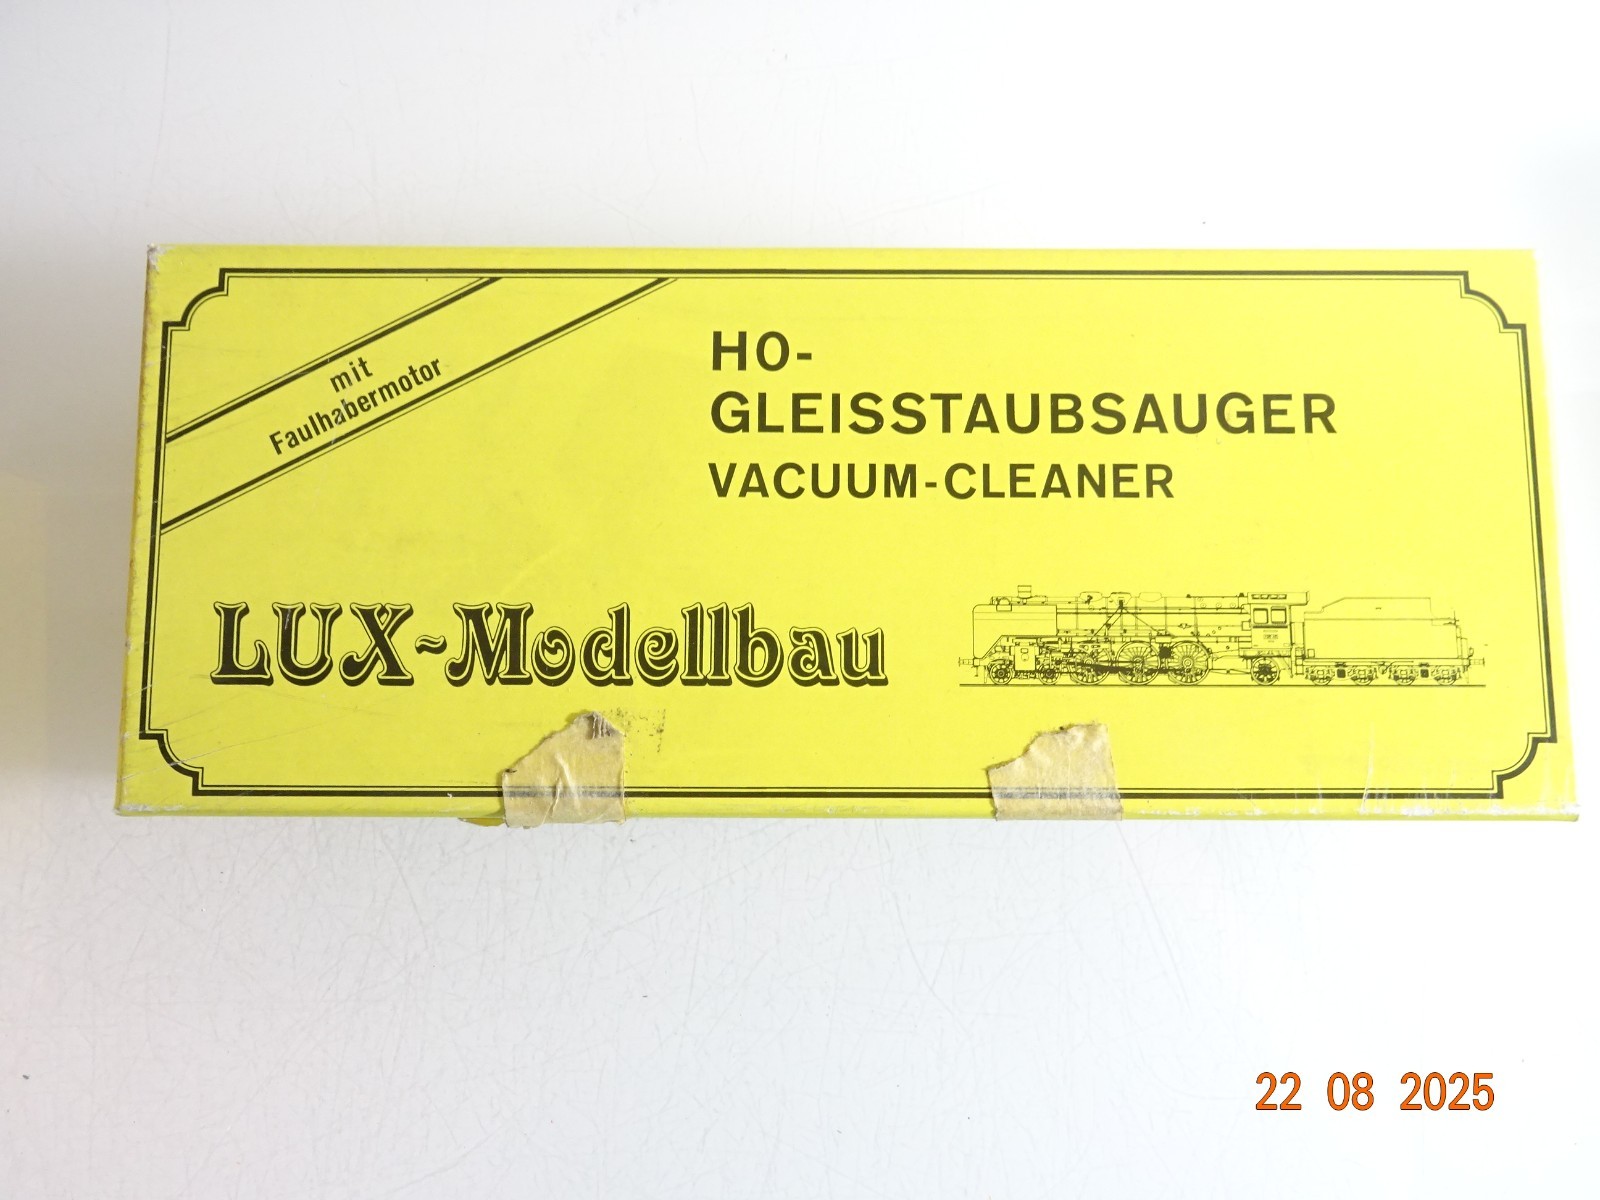 mit
Faulhabermotor
HO-
GLEISSTAUBSAUGER
VACUUM-CLEANER
LUX-Modellbau
22 08 2025